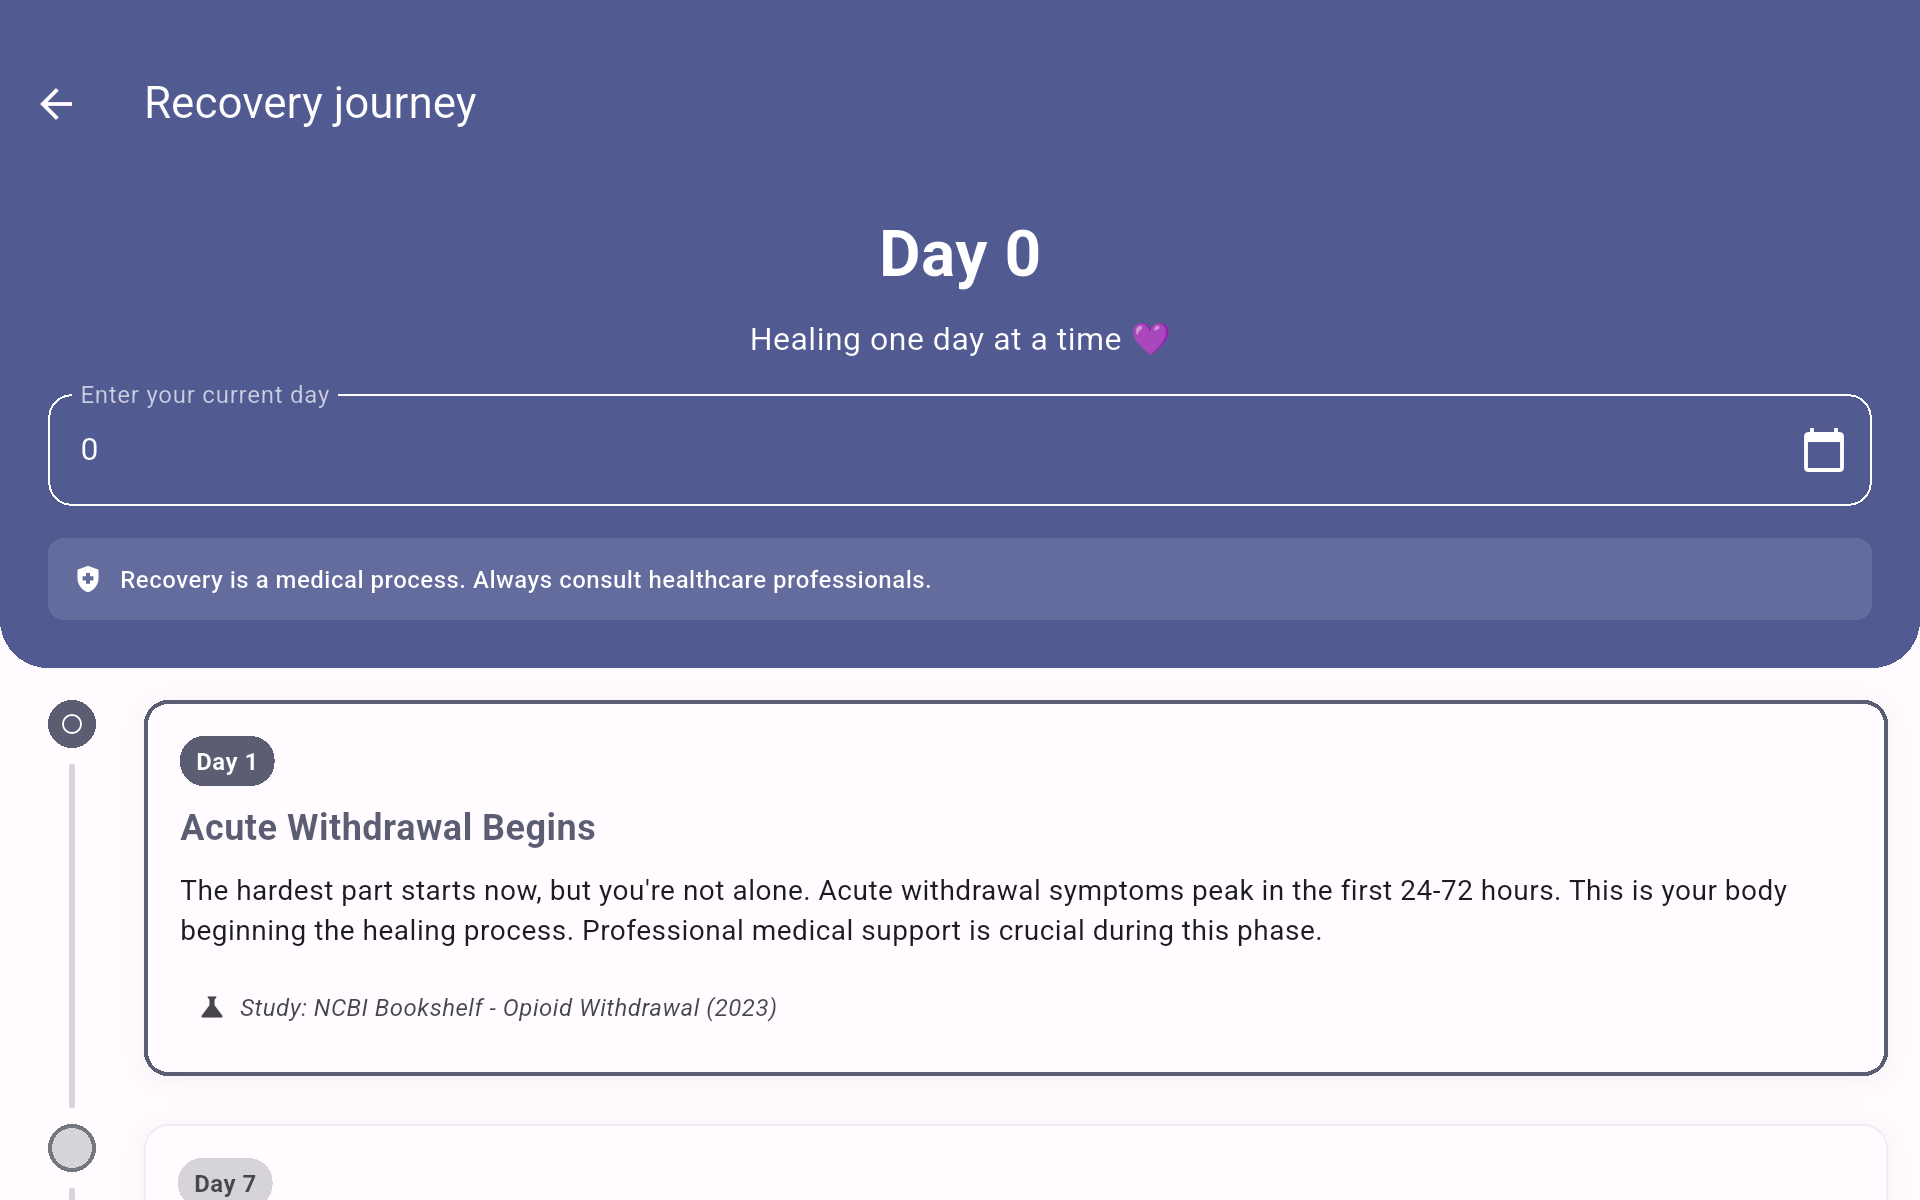 Recovery journey
Day 0
Healing one day at a time 💜
Enter your current day
0
Recovery is a medical process. Always consult healthcare professionals.
Day 1
Acute Withdrawal Begins
The hardest part starts now, but you're not alone. Acute withdrawal symptoms peak in the first 24-72 hours. This is your body
beginning the healing process. Professional medical support is crucial during this phase.
Study: NCBI Bookshelf - Opioid Withdrawal (2023)
Day 7